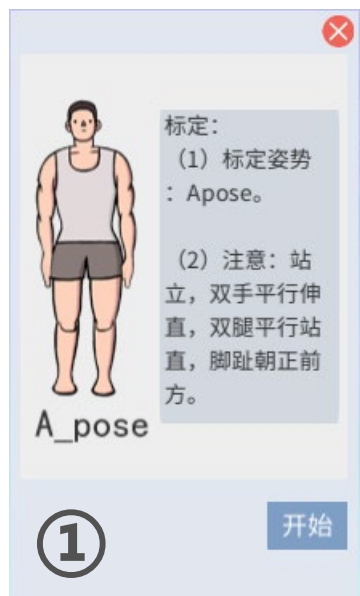 标定：
（1）标定姿势
：Apose。
（2）注意：站
立，双手平行伸
直，双腿平行站
直，脚趾朝正前
方。
A_pose
①
开始